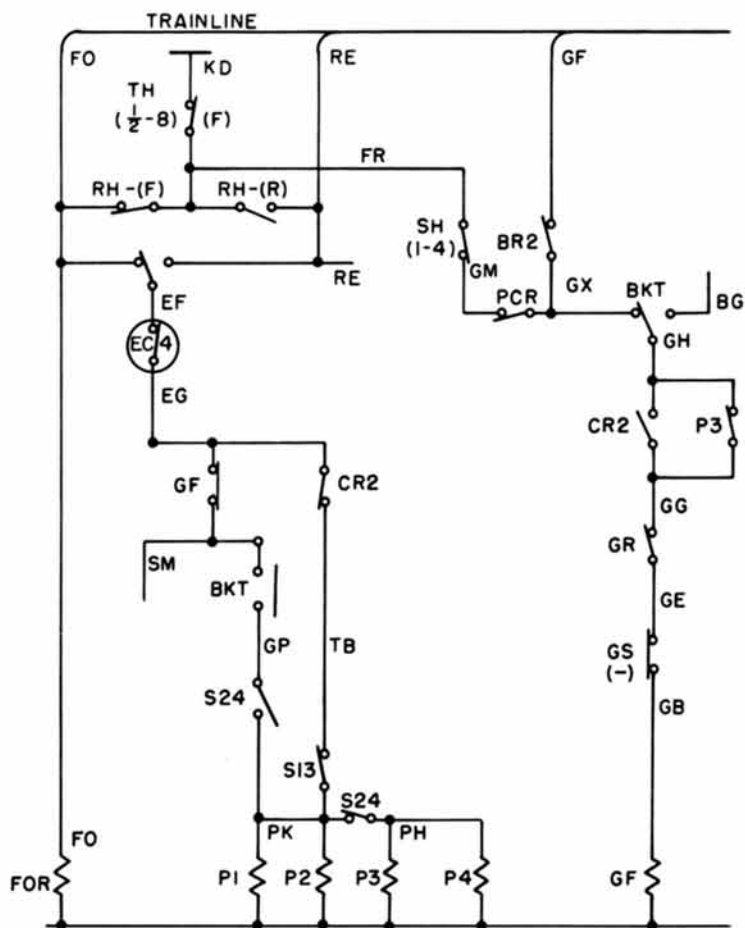 TRAINLINE
FO
KD
RE
GF
TH
(1/2-8)
(F)
FR
RH-(F)
RH-(R)
SH
(1-4)
BR2
GM
PCR
GX
BKT
BG
RE
EF
GH
EC4
EG
CR2
P3
GF
CR2
GG
SM
GR
BKT
GE
GP
TB
GS
(-)
S24
GB
S13
S24
PK
PH
FO
FOR
P1
P2
P3
P4
GF